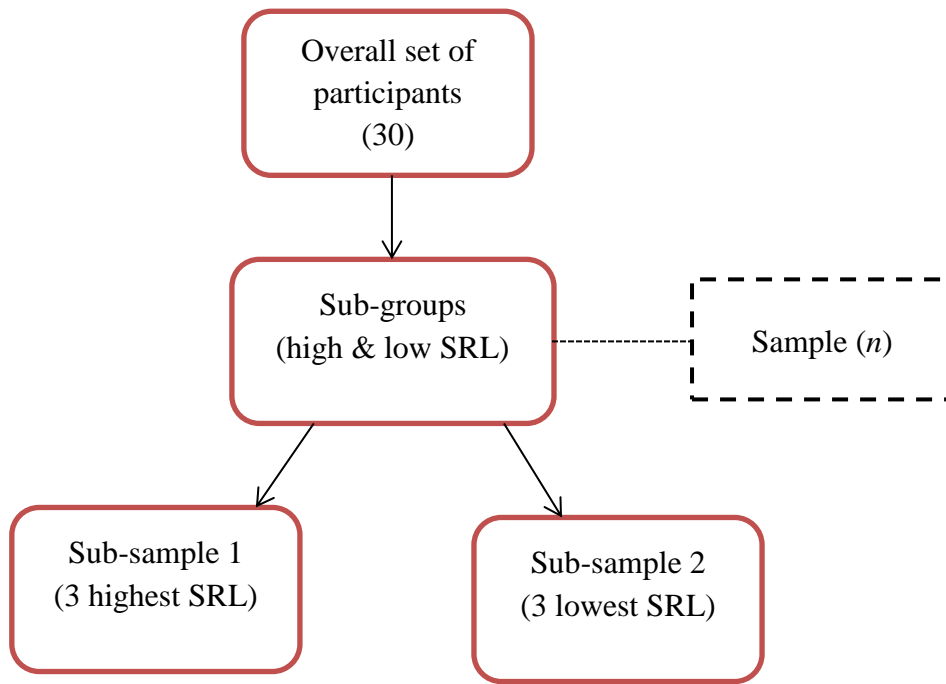 Overall set of
participants
(30)
Sub-groups
(high & low SRL)
Sample (n)
Sub-sample 1
(3 highest SRL)
Sub-sample 2
(3 lowest SRL)